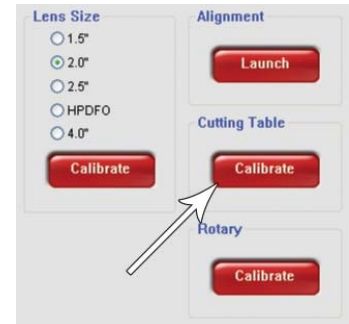 Lens Size
1.5"
2.0"
2.5"
HPDFO
4.0"
Calibrate
Alignment
Launch
Cutting Table
Calibrate
Rotary
Calibrate